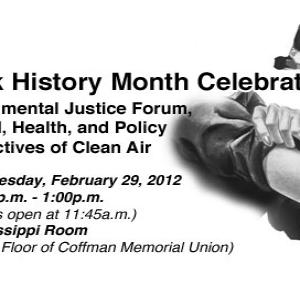 k History Month Celebrat
mental Justice Forum,
l, Health, and Policy
ctives of Clean Air
esday, February 29, 2012
p.m. - 1:00p.m.
s open at 11:45a.m.)
ssippi Room
Floor of Coffman Memorial Union)